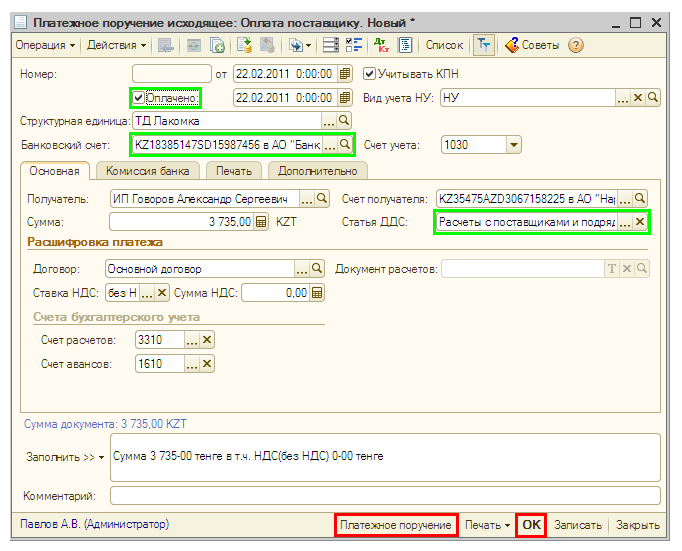 Платежное поручение исходящее: Оплата поставщику. Новый *
Операция Действия Список Советы
Номер: от 22.02.2011 0:00:00 Учитывать КПН
Оплачено: 22.02.2011 0:00:00 Вид учета НУ: НУ ... x
Структурная единица: ТД Лакомка ...
Банковский счет: KZ18385147SD15987456 в АО "Банк ... Счет учета: 1030
Основная Комиссия банка Печать Дополнительно
Получатель: ИП Говоров Александр Сергеевич ... Счет получателя: KZ35475AZD3067158225 в АО "На ...
Сумма: 3 735,00 KZT Статья ДДС: Расчеты с поставщиками и подряд ... x
Расшифровка платежа
Договор: Основной договор ... Документ расчетов: T x
Ставка НДС: без Н ... x Сумма НДС: 0,00
Счета бухгалтерского учета
Счет расчетов: 3310 ... x
Счет авансов: 1610 ... x
Сумма документа: 3 735,00 KZT
Заполнить >> Сумма 3 735-00 тенге в т.ч. НДС(без НДС) 0-00 тенге
Комментарий:
Павлов А.В. (Администратор) Платежное поручение Печать OK Записать Закрыть